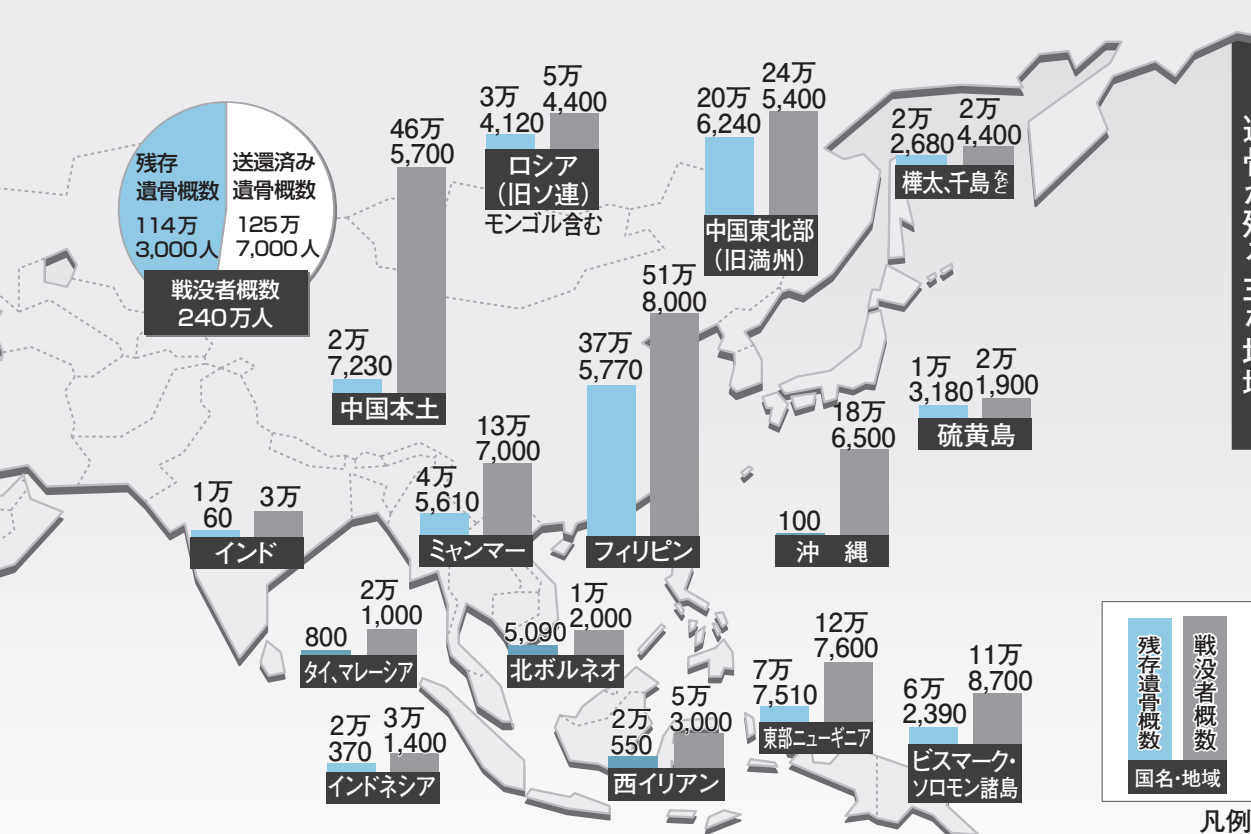 残存
遺骨概数
114万
3,000人
送還済み
遺骨概数
125万
7,000人
戦没者概数
240万人
3万
4,120
5万
4,400
ロシア
（旧ソ連）
モンゴル含む
20万
6,240
24万
5,400
中国東北部
（旧満州）
2万
2,680
2万
4,400
樺太、千島など
2万
7,230
46万
5,700
中国本土
37万
5,770
51万
8,000
フィリピン
1万
3,180
2万
1,900
硫黄島
1万
60
3万
インド
4万
5,610
13万
7,000
ミャンマー
100
18万
6,500
沖縄
800
2万
1,000
タイ、マレーシア
5,090
1万
2,000
北ボルネオ
2万
370
3万
1,400
インドネシア
2万
550
5万
3,000
西イリアン
7万
7,510
12万
7,600
東部ニューギニア
6万
2,390
11万
8,700
ビスマーク・
ソロモン諸島
残存遺骨概数
戦没者概数
国名・地域
凡例